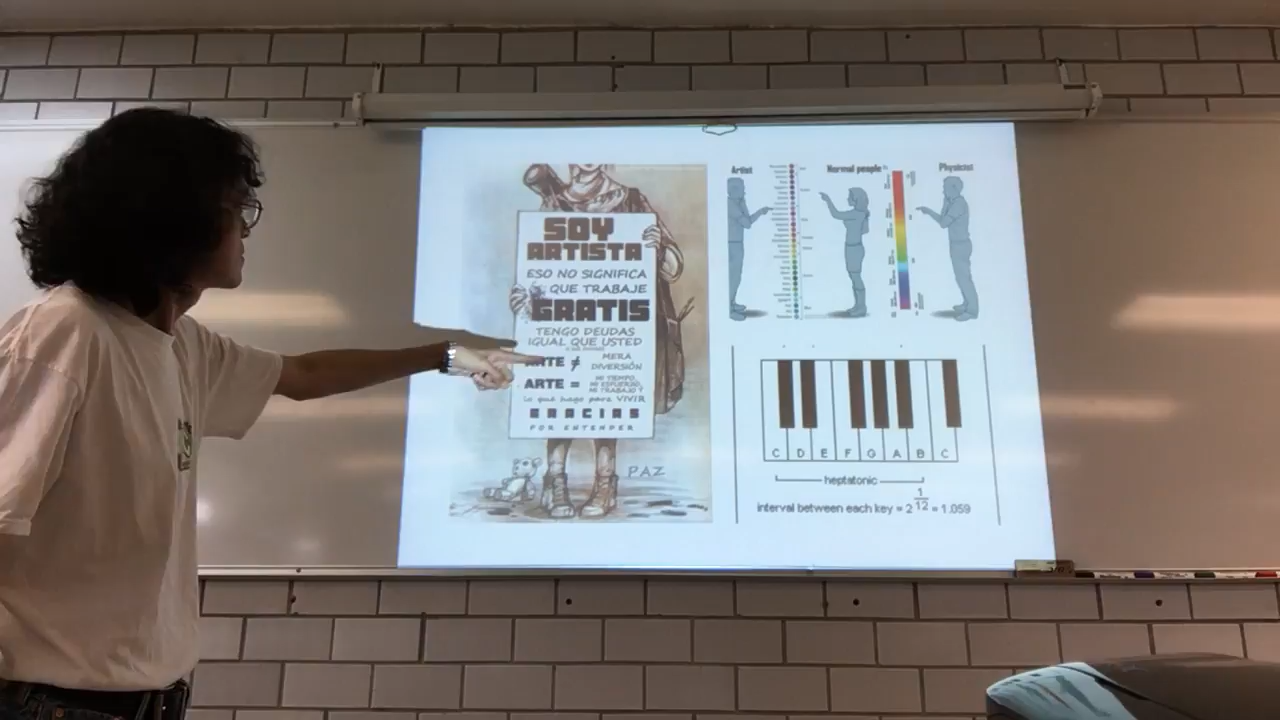 SOY
ARTISTA
ESO NO SIGNIFICA
QUE TRABAJE
GRATIS
TENGO DEUDAS
IGUAL QUE USTED
ARTE ≠ MERA DIVERSIÓN
ARTE = MI TIEMPO, MI ESFUERZO, MI TRABAJO Y
lo que hago para VIVIR
GRACIAS
POR ENTENDER
PAZ
Artist
Normal people
Physicist
C D E F G A B C
heptatonic
interval between each key = 2^(1/12) = 1.059